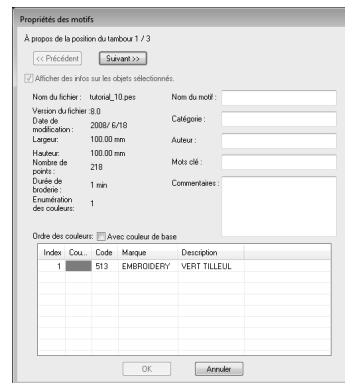 Propriétés des motifs
À propos de la position du tambour 1 / 3
<< Précédent Suivant >>
Afficher des infos sur les objets sélectionnés.
Nom du fichier : tutorial_10.pes
Version du fichier :8.0
Date de modification : 2008/ 6/18
Largeur: 100.00 mm
Hauteur: 100.00 mm
Nombre de points : 218
Durée de broderie : 1 min
Enumération des couleurs: 1
Nom du motif :
Catégorie :
Auteur :
Mots clé :
Commentaires :
Ordre des couleurs: Avec couleur de base
Index Cou... Code Marque Description
1 513 EMBROIDERY VERT TILLEUL
OK Annuler